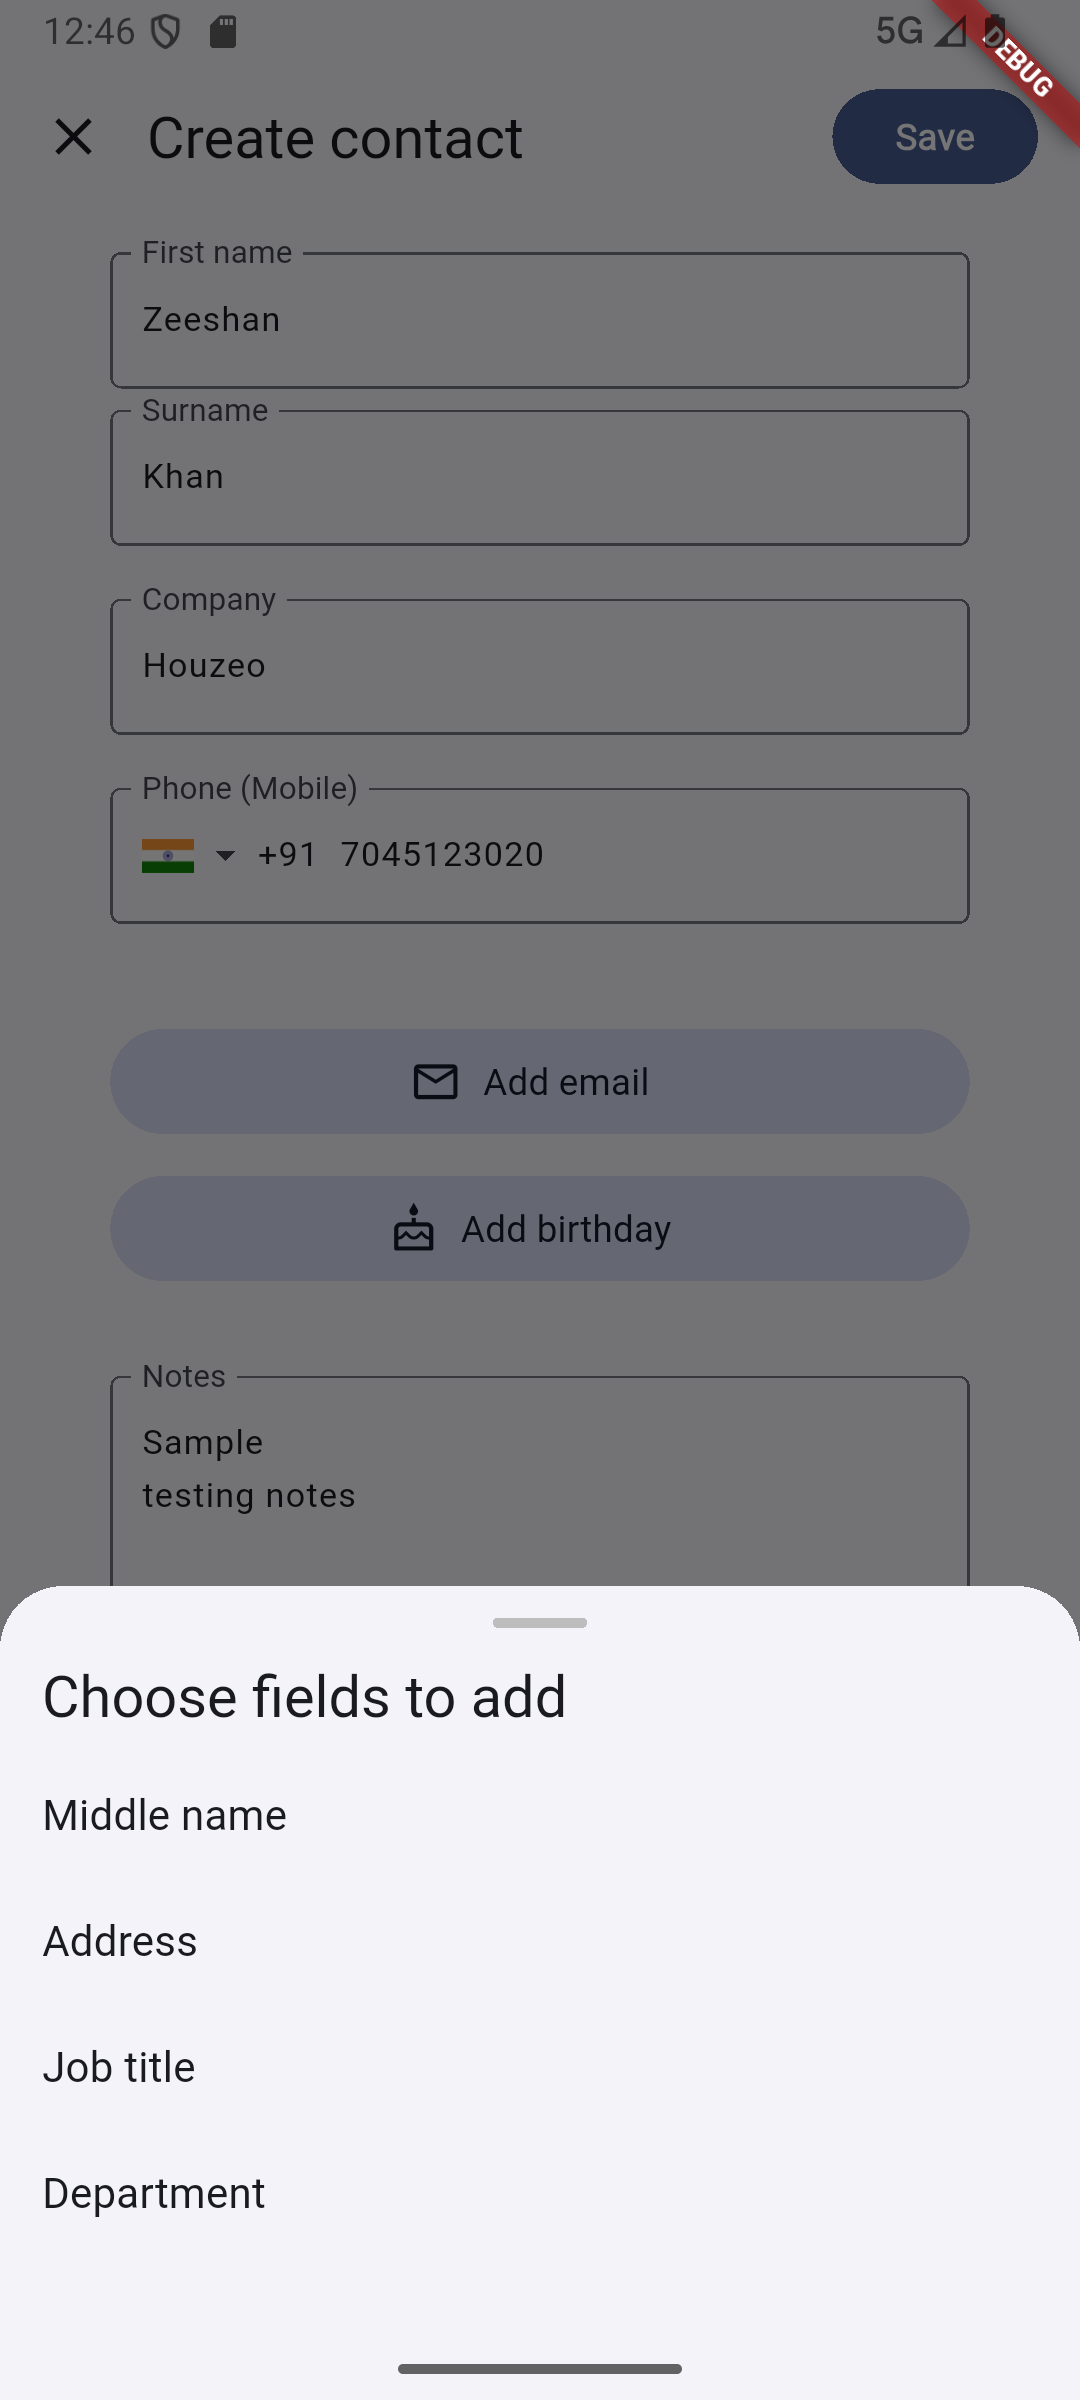 12:46
5G
DEBUG
Create contact
Save
First name
Zeeshan
Surname
Khan
Company
Houzeo
Phone (Mobile)
+91 7045123020
Add email
Add birthday
Notes
Sample
testing notes
Choose fields to add
Middle name
Address
Job title
Department